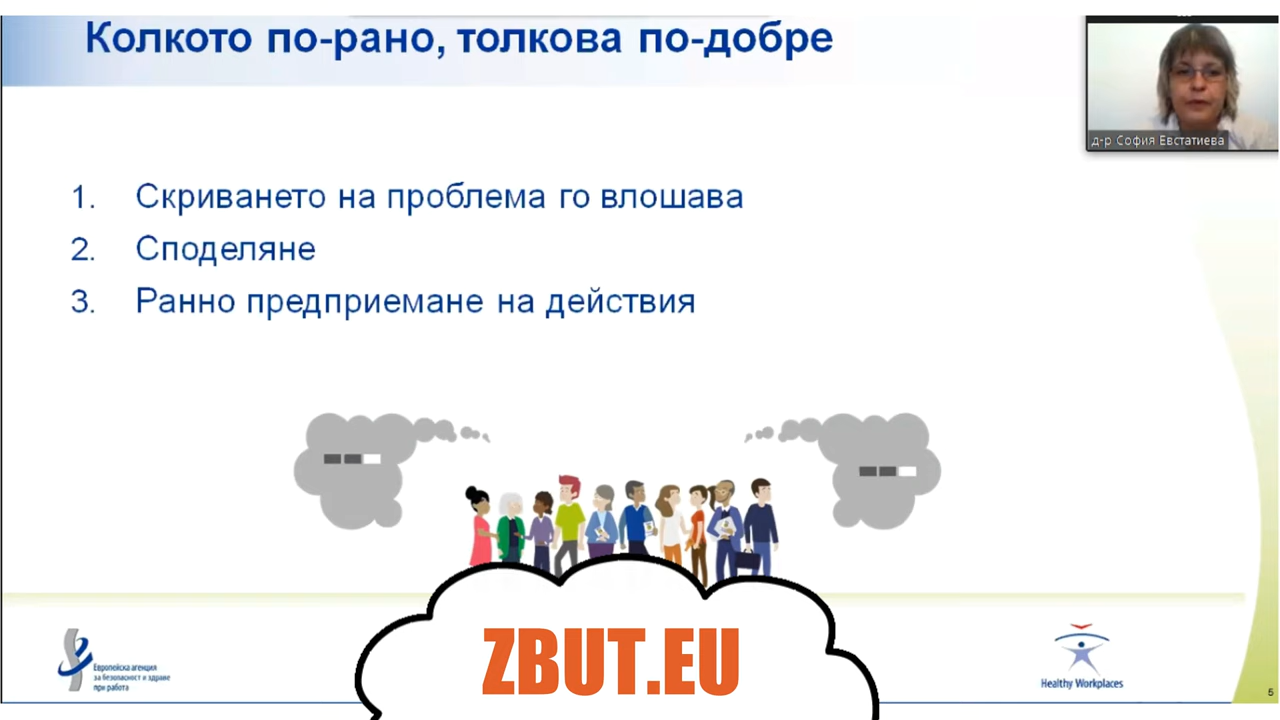 Колкото по-рано, толкова по-добре
д-р София Евстатиева
1. Скриването на проблема го влошава
2. Споделяне
3. Ранно предприемане на действия
ZBUT.EU
Европейска агенция
за безопасност и здраве
при работа
Healthy Workplaces
5